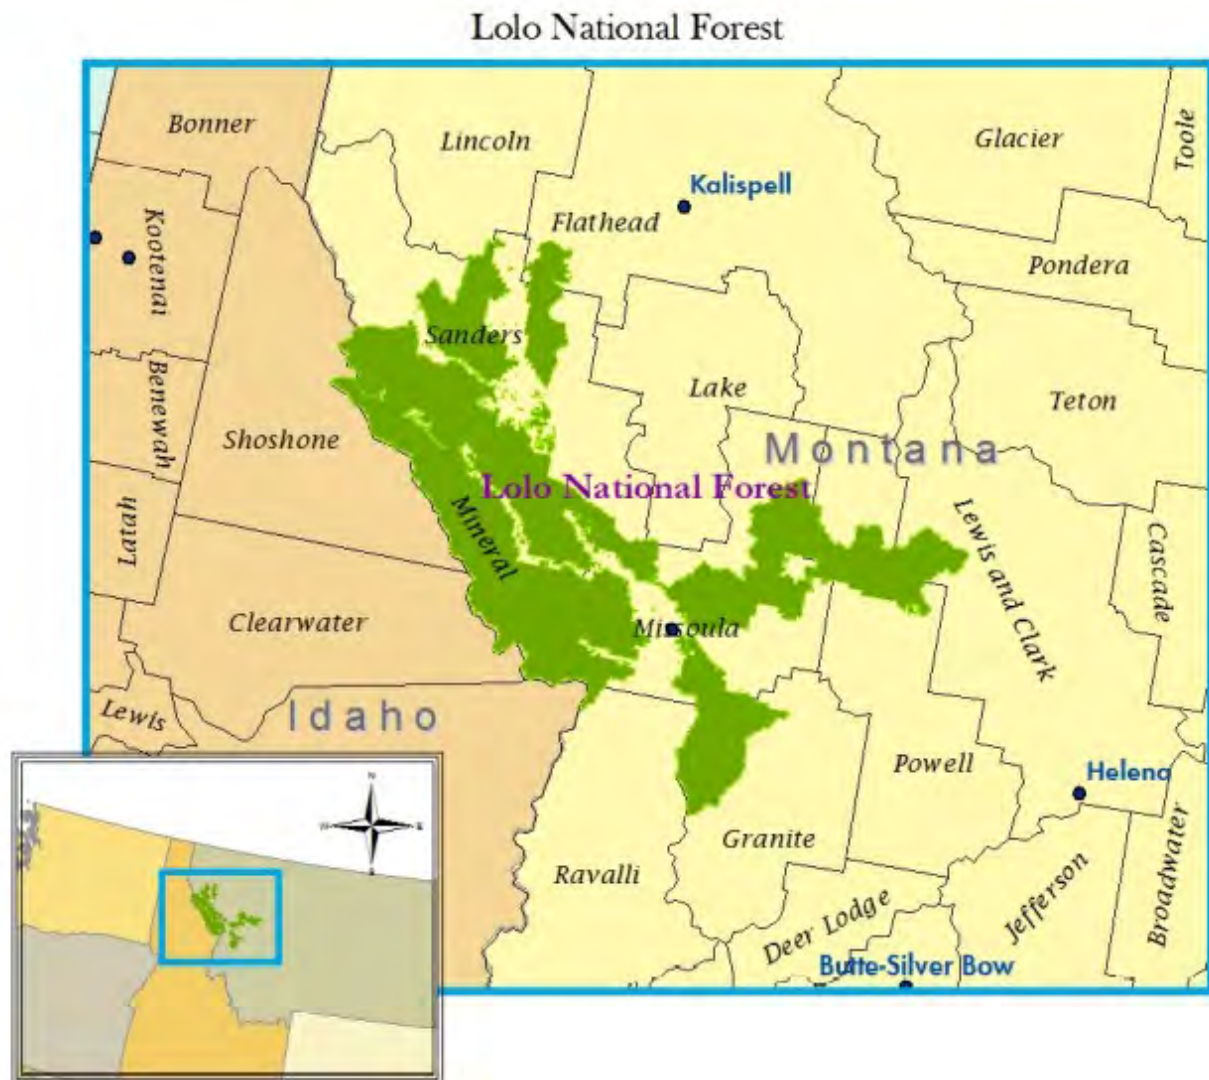 Lolo National Forest
Bonner
Lincoln
Glacier
Toole
Kalispell
Kootenai
Flathead
Pondera
Sanders
Benewah
Lake
Teton
Shoshone
Montana
Lolo National Forest
Latah
Mineral
Lewis and Clark
Cascade
Clearwater
Missoula
Lewis
Idaho
Powell
Helena
Granite
Ravalli
Jefferson
Broadwater
Deer Lodge
Butte-Silver Bow
N
E
S